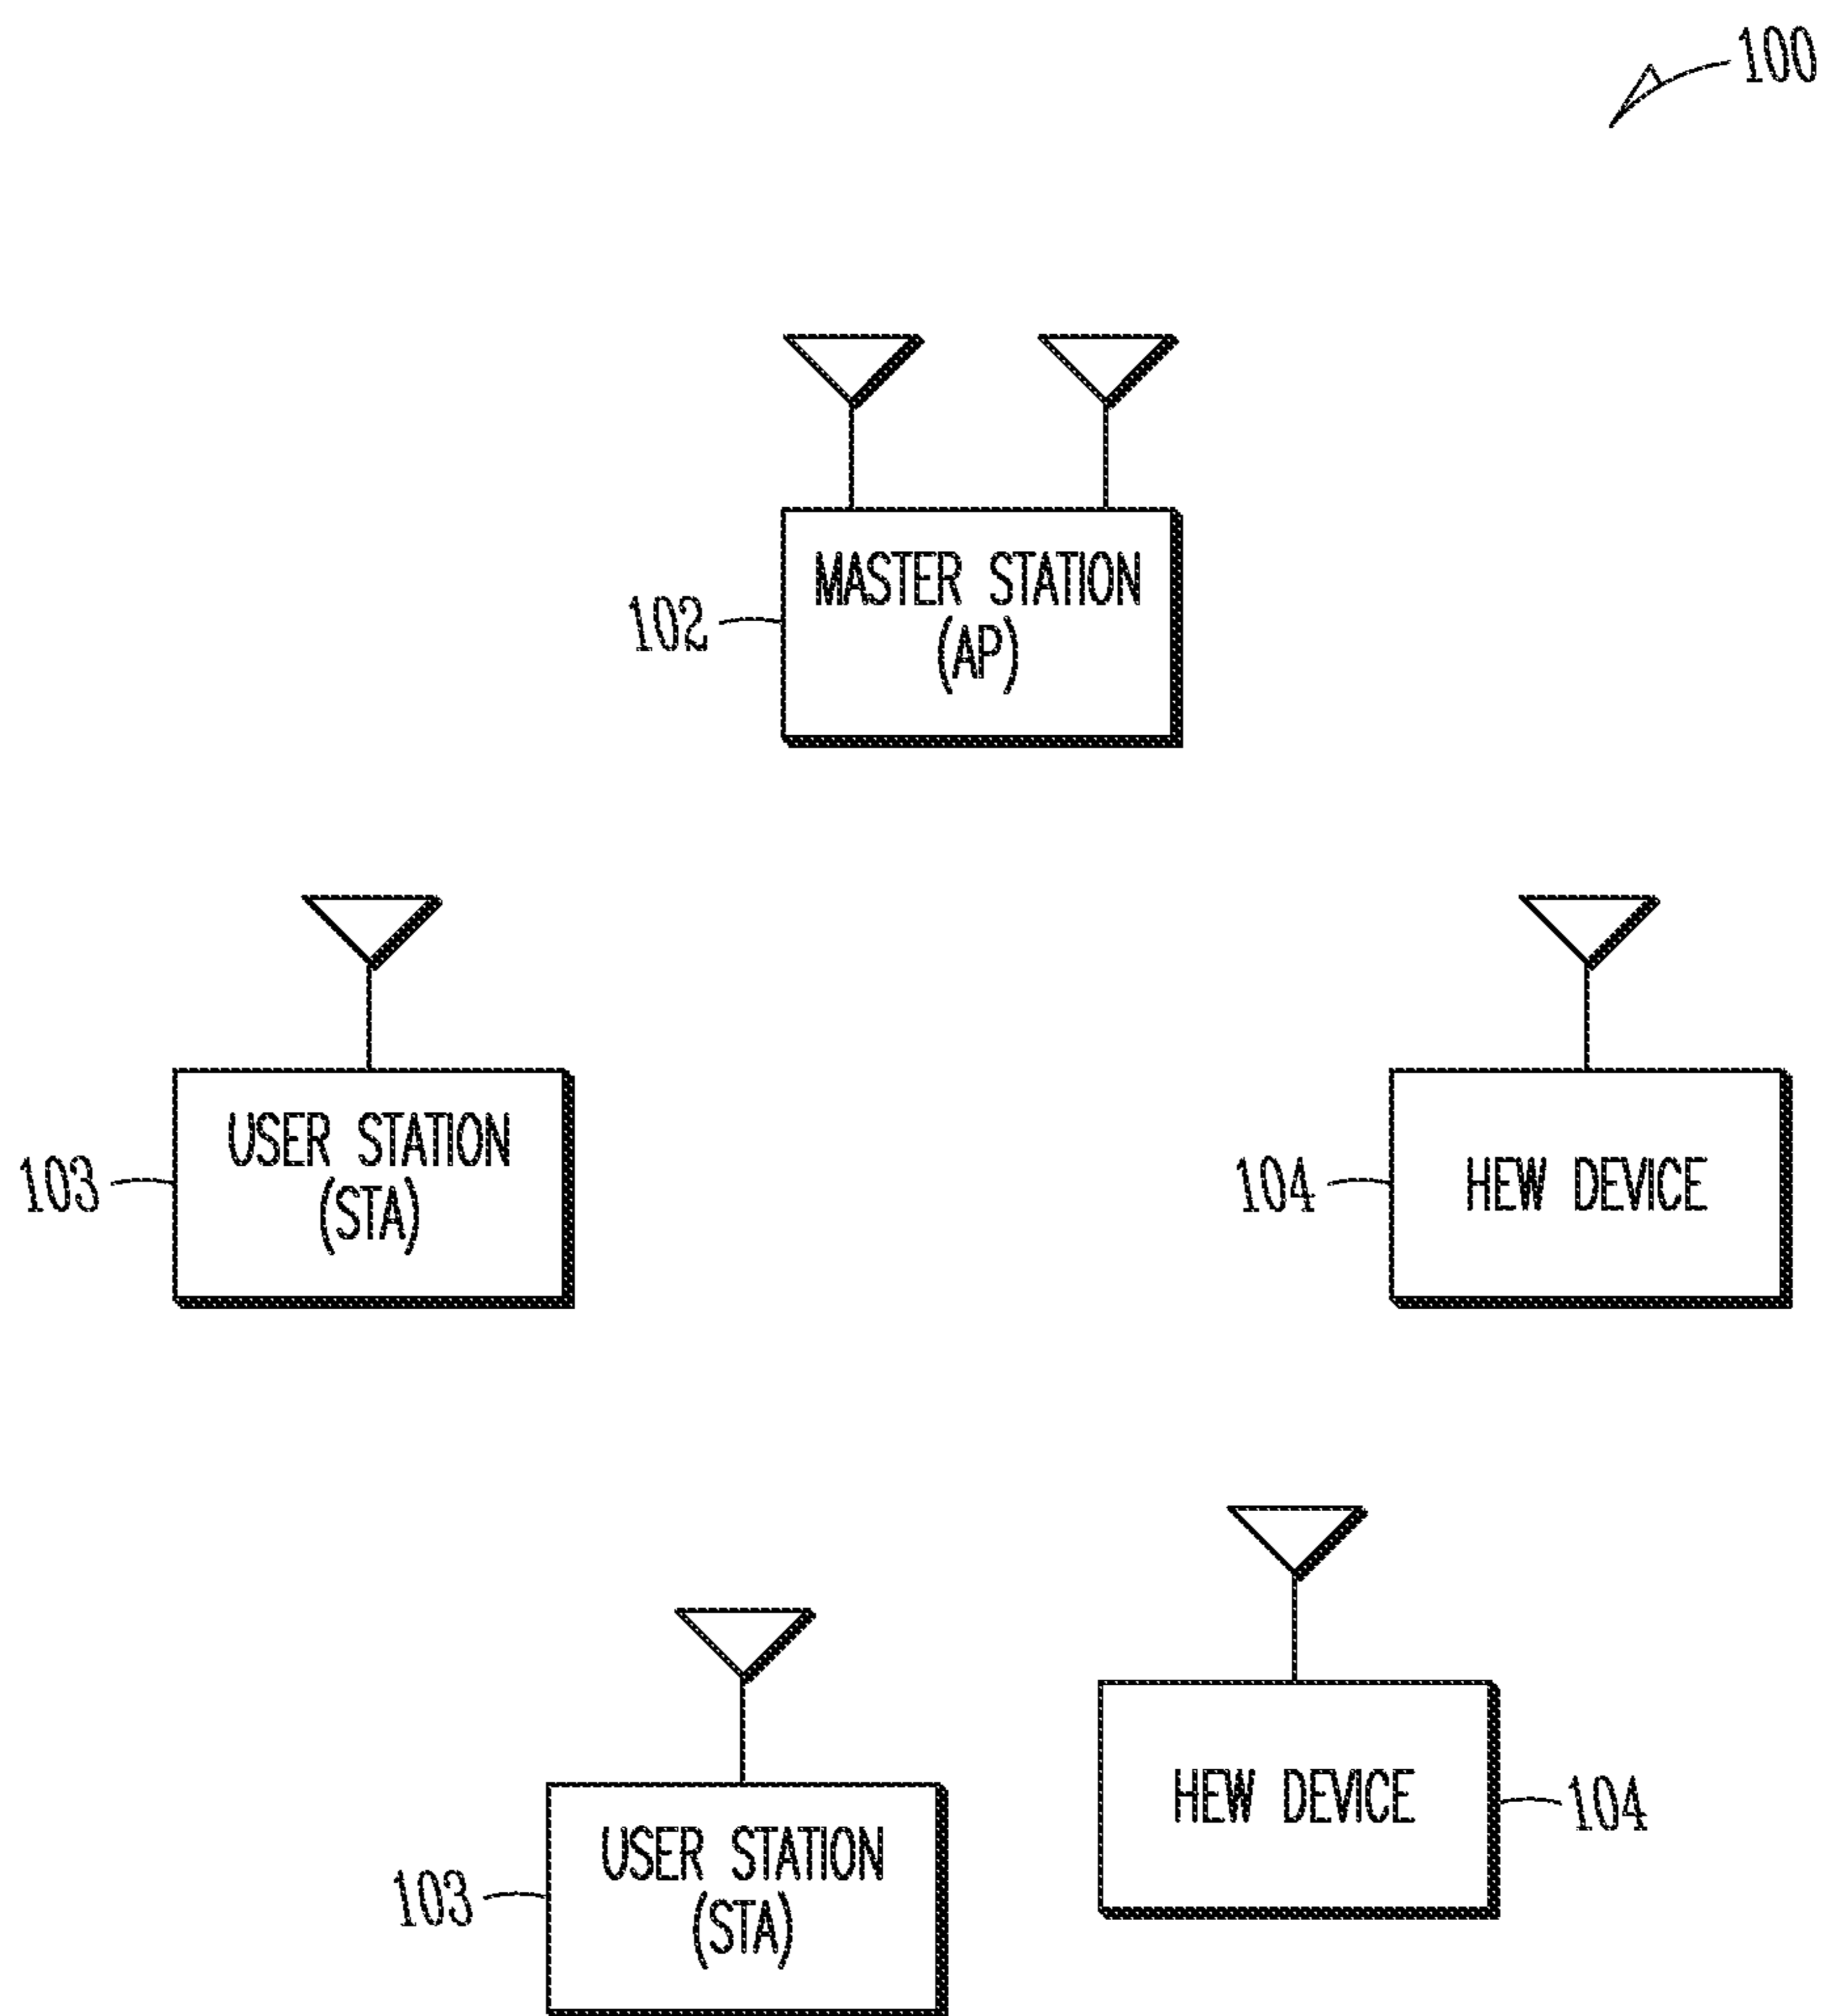 100
MASTER STATION
(AP)
102
USER STATION
(STA)
103
HEW DEVICE
104
HEW DEVICE
104
USER STATION
(STA)
103